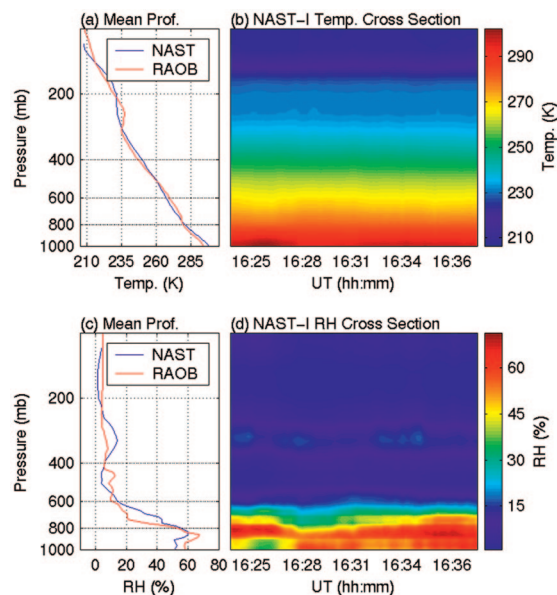 (a) Mean Prof.
NAST
RAOB
Pressure (mb)
200
400
600
800
1000
210 235 260 285
Temp. (K)
(b) NAST-I Temp. Cross Section
16:25 16:28 16:31 16:34 16:36
UT (hh:mm)
290
280
270
260
250
240
230
220
210
Temp. (K)
(c) Mean Prof.
NAST
RAOB
Pressure (mb)
200
400
600
800
1000
0 20 40 60 80
RH (%)
(d) NAST-I RH Cross Section
16:25 16:28 16:31 16:34 16:36
UT (hh:mm)
60
45
30
15
RH (%)